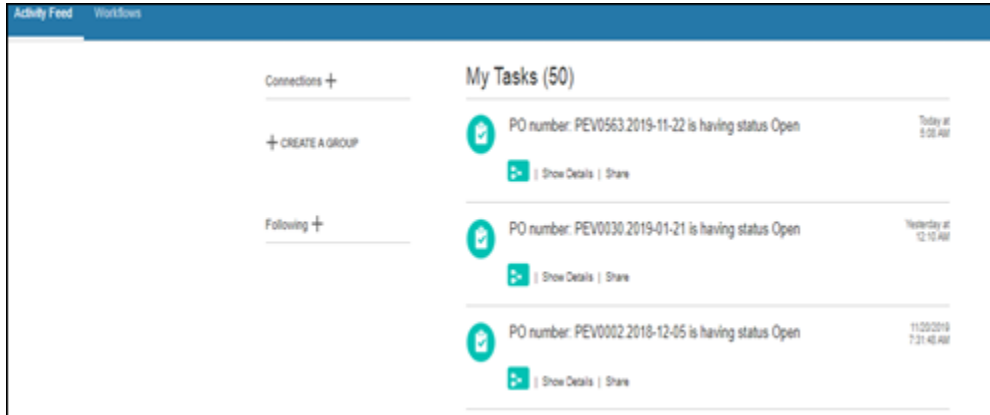 Activity Feed Workflows
Connections +
+ CREATE A GROUP
Following +
My Tasks (50)
PO number: PEV0563.2019-11-22 is having status Open
Today at
5:08 AM
| Show Details | Share
PO number: PEV0030.2019-01-21 is having status Open
Yesterday at
12:10 AM
| Show Details | Share
PO number: PEV0002.2018-12-05 is having status Open
11/20/2019
7:31:48 AM
| Show Details | Share